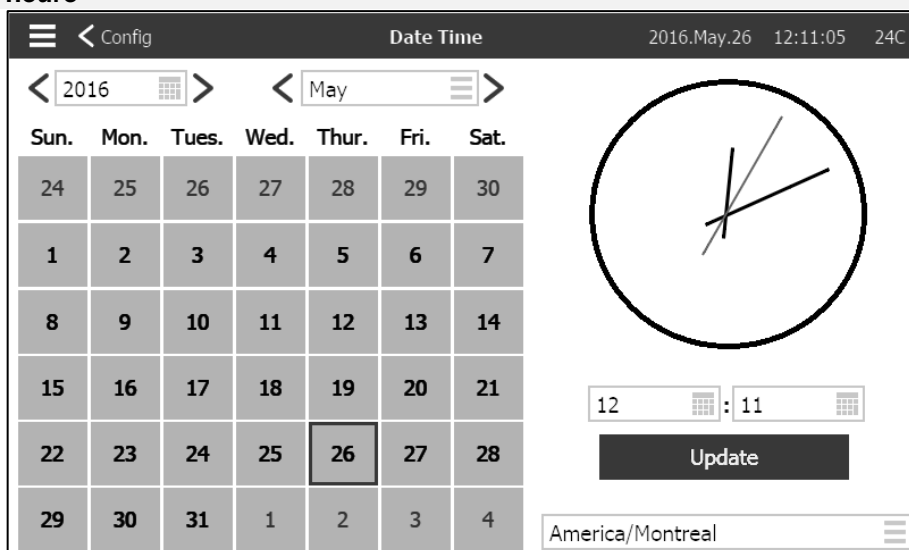 Config Date Time 2016.May.26 12:11:05 24C
2016 May
Sun. Mon. Tues. Wed. Thur. Fri. Sat.
24 25 26 27 28 29 30
1 2 3 4 5 6 7
8 9 10 11 12 13 14
15 16 17 18 19 20 21
22 23 24 25 26 27 28
29 30 31 1 2 3 4
12 : 11
Update
America/Montreal